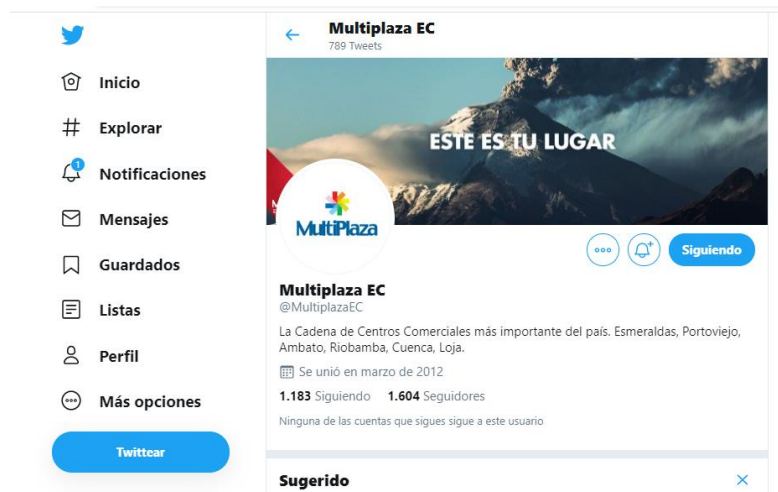 Multiplaza EC
789 Tweets
Inicio
Explorar
1
Notificaciones
Mensajes
Guardados
Listas
Perfil
Más opciones
Twittear
ESTE ES TU LUGAR
MultiPlaza
Siguiendo
Multiplaza EC
@MultiplazaEC
La Cadena de Centros Comerciales más importante del país. Esmeraldas, Portoviejo,
Ambato, Riobamba, Cuenca, Loja.
Se unió en marzo de 2012
1.183 Siguiendo 1.604 Seguidores
Ninguna de las cuentas que sigues sigue a este usuario
Sugerido